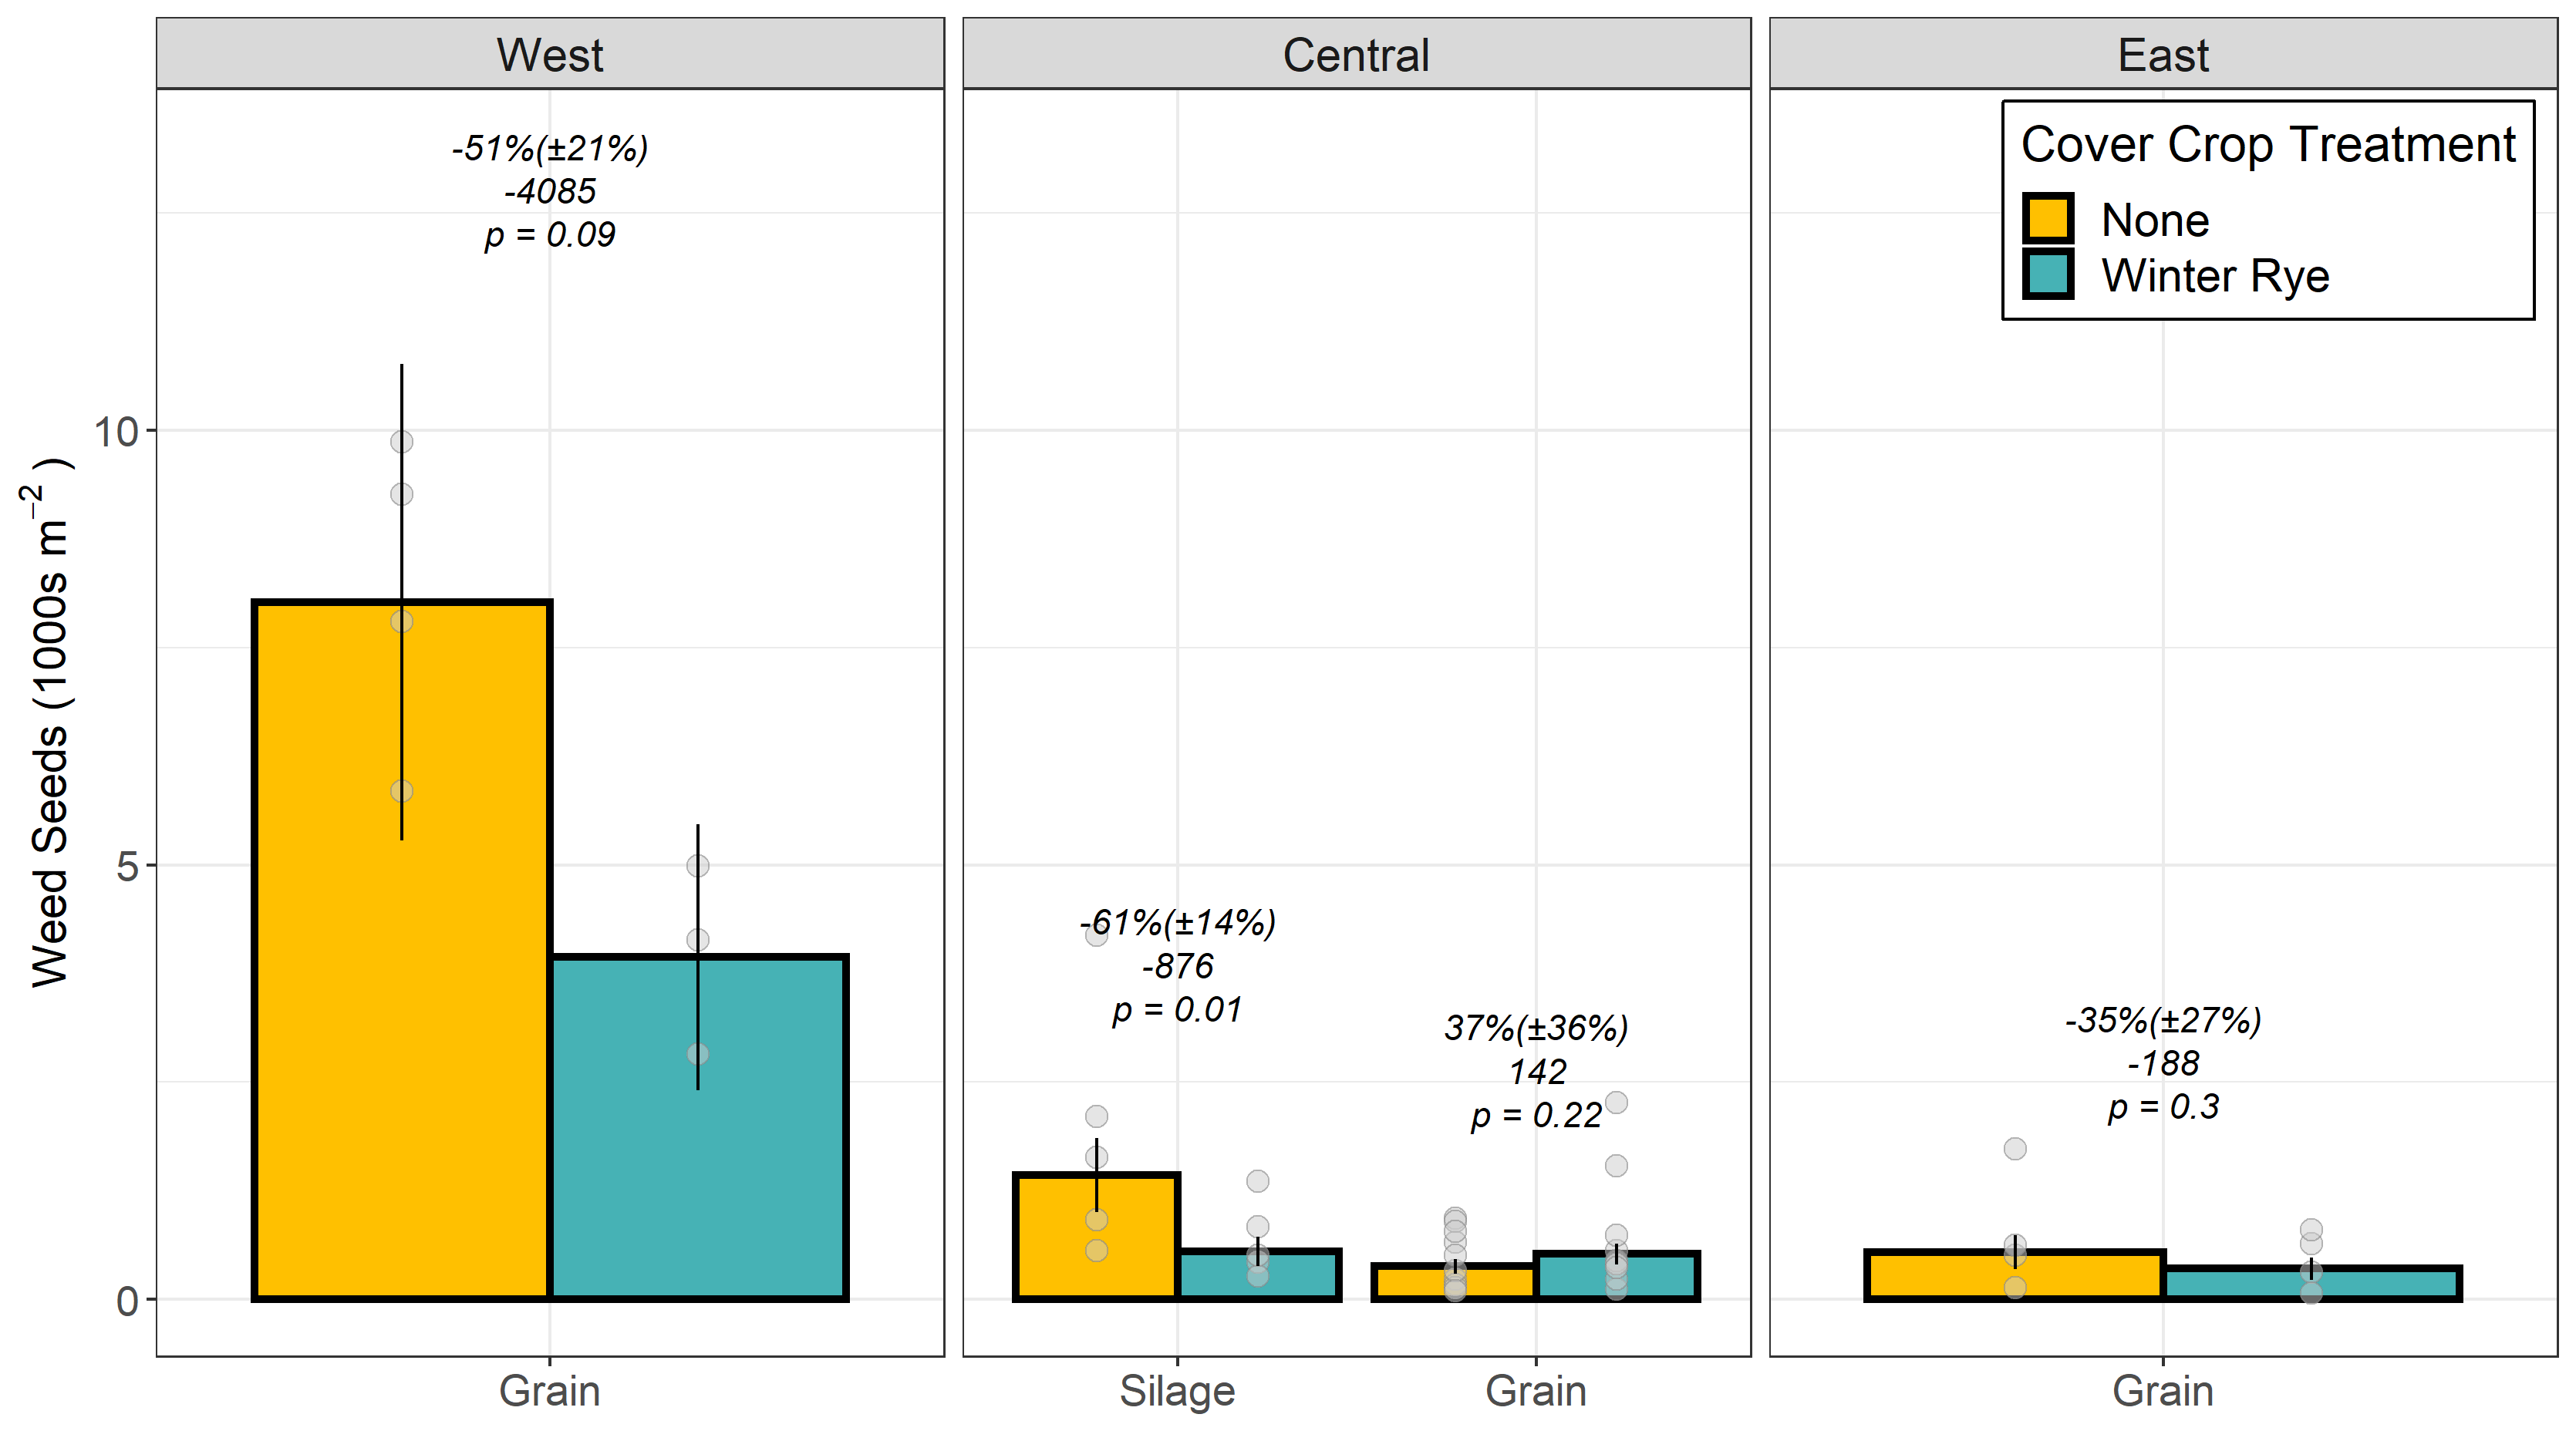 West
Central
East
Cover Crop Treatment
None
Winter Rye
-51%(±21%)
-4085
p = 0.09
-61%(±14%)
-876
p = 0.01
37%(±36%)
142
p = 0.22
-35%(±27%)
-188
p = 0.3
Weed Seeds (1000s m⁻²)
10
5
0
Grain
Silage
Grain
Grain